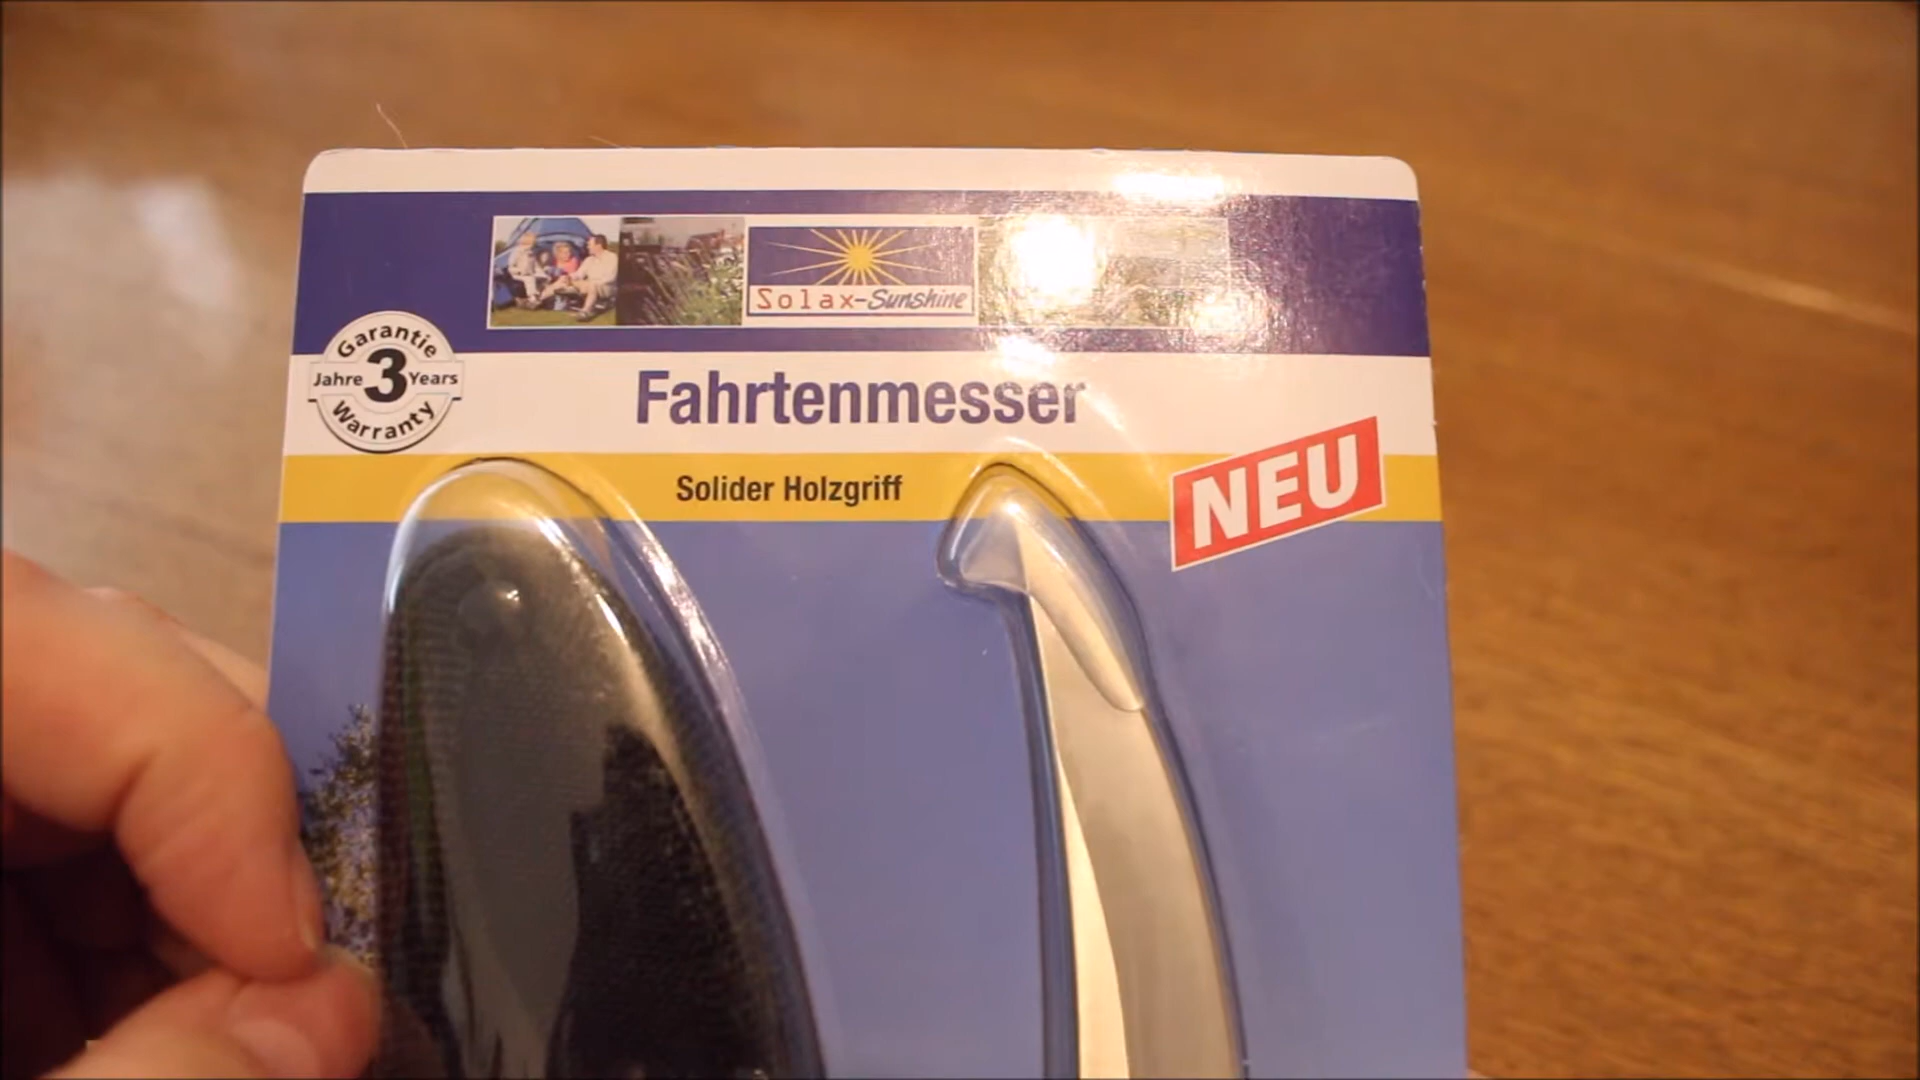 Solax-Sunshine
Garantie
Jahre 3 Years
Warranty
Fahrtenmesser
Solider Holzgriff
NEU